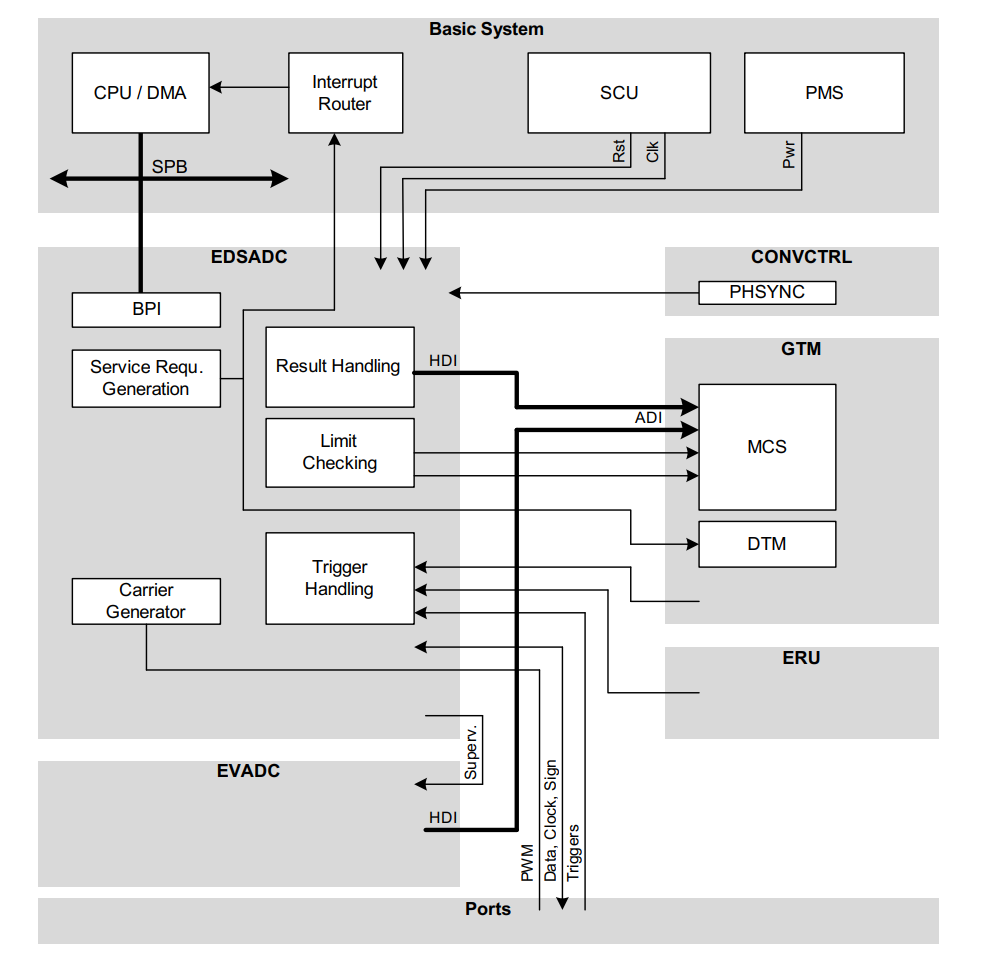 Basic System
CPU / DMA
Interrupt
Router
SCU
PMS
Rst
Clk
Pwr
SPB
EDSADC
CONVCTRL
BPI
PHSYNC
Service Requ.
Generation
Result Handling
HDI
GTM
ADI
Limit
Checking
MCS
DTM
Trigger
Handling
Carrier
Generator
ERU
Superv.
EVADC
HDI
PWM
Data, Clock, Sign
Triggers
Ports